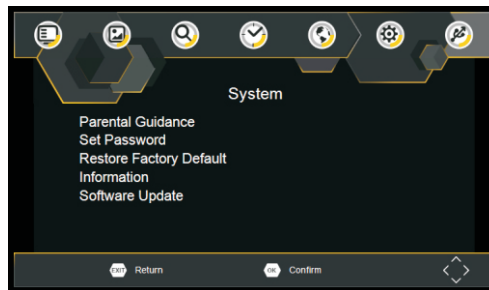 System
Parental Guidance
Set Password
Restore Factory Default
Information
Software Update
EXIT Return
OK Confirm